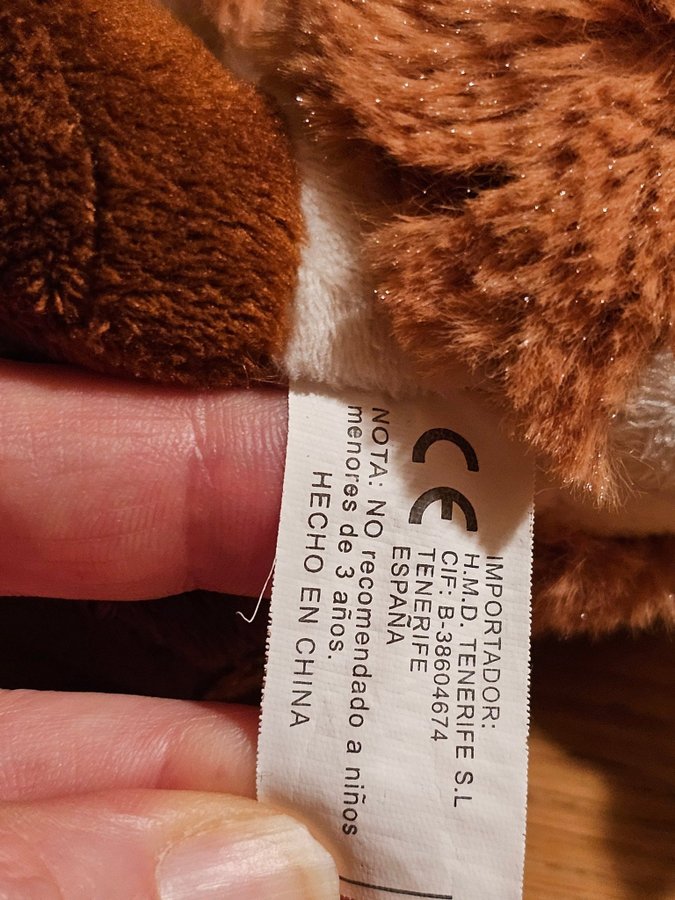 CE
IMPORTADOR:
H.M.D. TENERIFE S.L
CIF: B-38604674
TENERIFE
ESPAÑA
NOTA: NO recomendado a niños
menores de 3 años.
HECHO EN CHINA